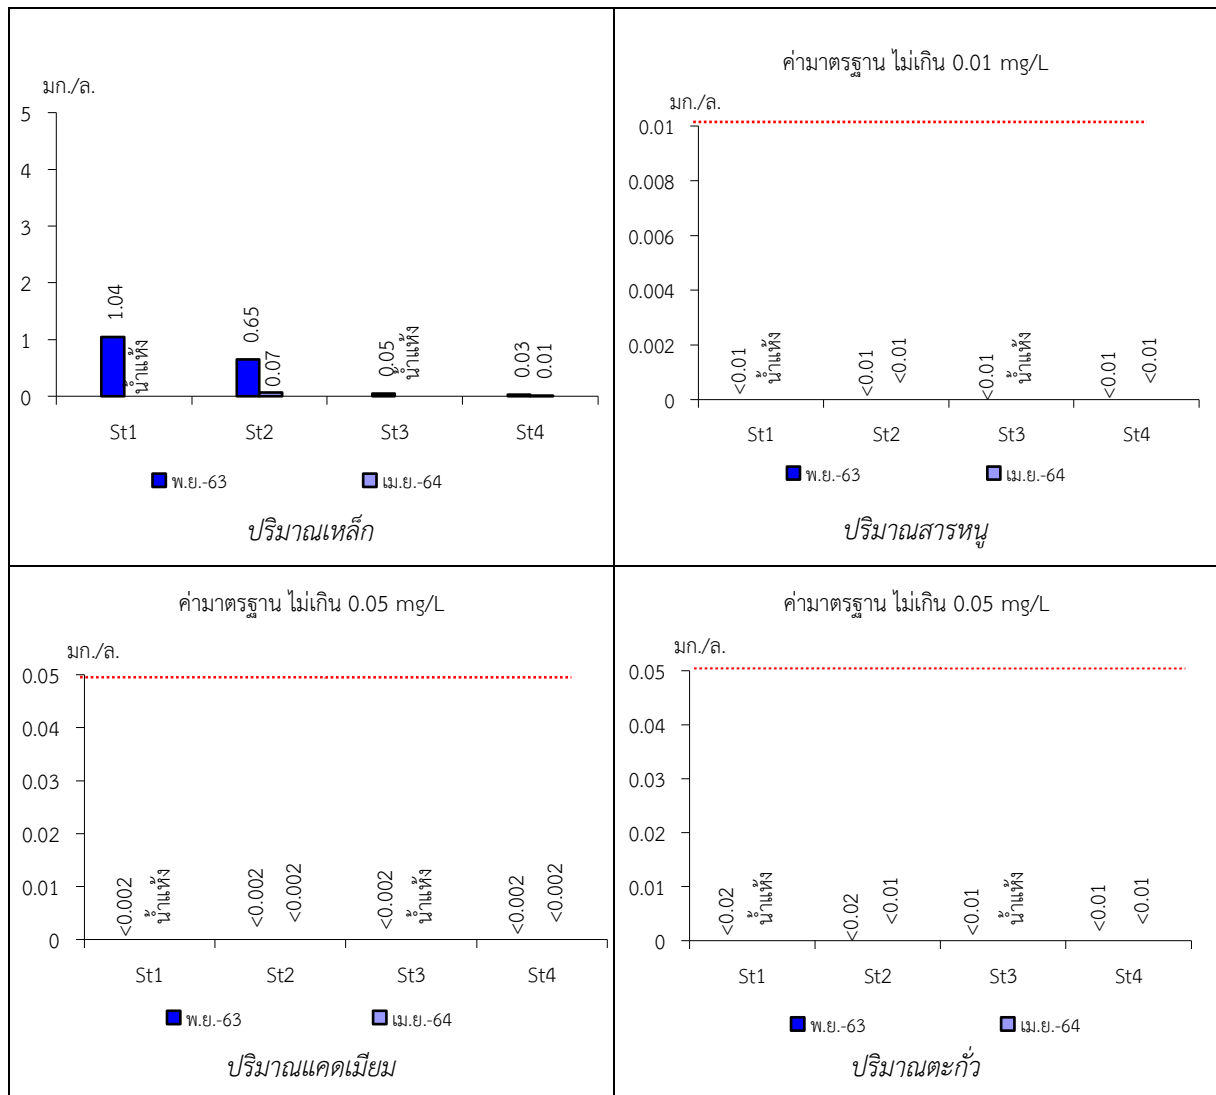 มก./ล.
5
4
3
2
1
0
1.04
น้ำแห้ง
0.65
0.07
0.05
น้ำแห้ง
0.03
0.01
St1 St2 St3 St4
พ.ย.-63 เม.ย.-64
ปริมาณเหล็ก
ค่ามาตรฐาน ไม่เกิน 0.01 mg/L
มก./ล.
0.01
0.008
0.006
0.004
0.002
0
<0.01
น้ำแห้ง
<0.01
<0.01
<0.01
น้ำแห้ง
<0.01
<0.01
St1 St2 St3 St4
พ.ย.-63 เม.ย.-64
ปริมาณสารหนู
ค่ามาตรฐาน ไม่เกิน 0.05 mg/L
มก./ล.
0.05
0.04
0.03
0.02
0.01
0
<0.002
น้ำแห้ง
<0.002
<0.002
<0.002
น้ำแห้ง
<0.002
<0.002
St1 St2 St3 St4
พ.ย.-63 เม.ย.-64
ปริมาณแคดเมียม
ค่ามาตรฐาน ไม่เกิน 0.05 mg/L
มก./ล.
0.05
0.04
0.03
0.02
0.01
0
<0.02
น้ำแห้ง
<0.02
<0.01
<0.01
น้ำแห้ง
<0.01
<0.01
St1 St2 St3 St4
พ.ย.-63 เม.ย.-64
ปริมาณตะกั่ว